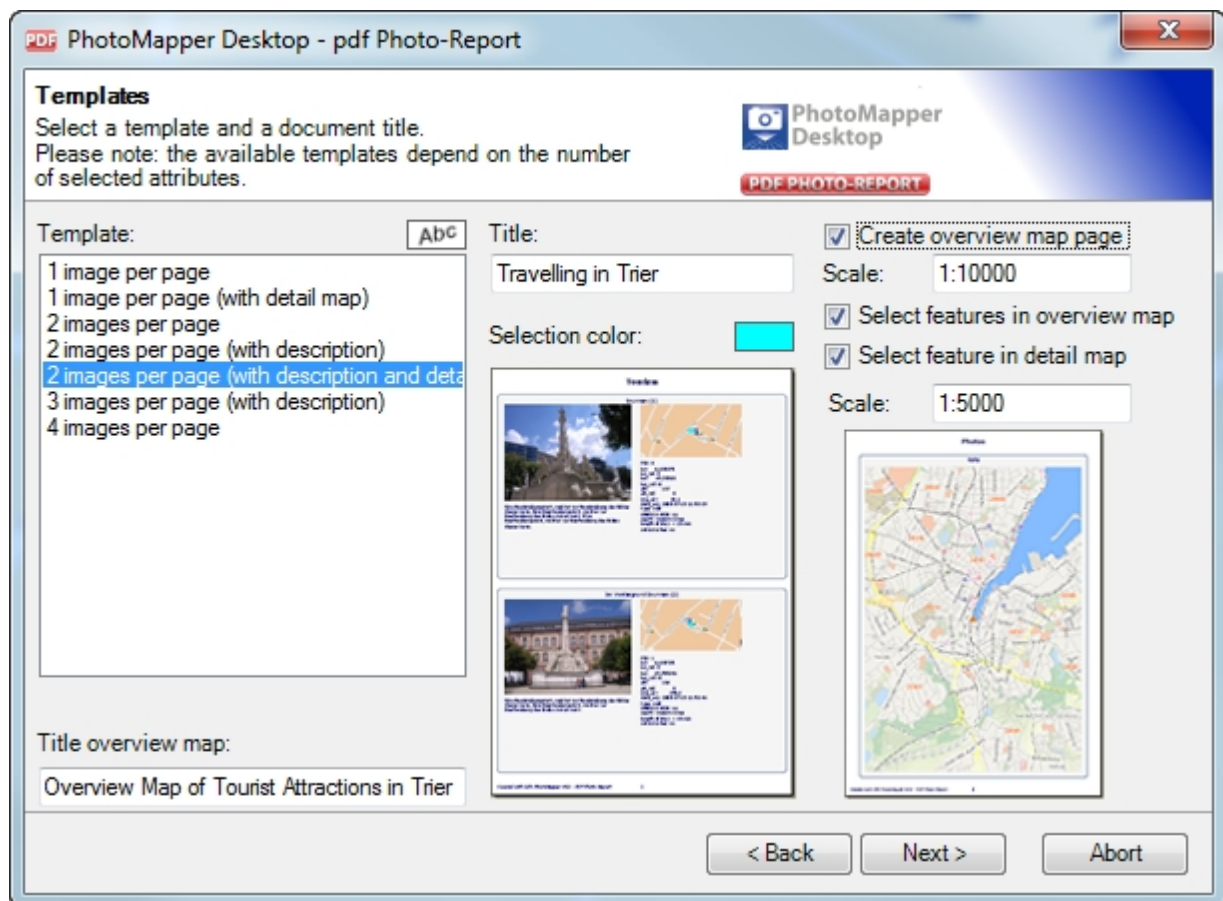 PDF PhotoMapper Desktop - pdf Photo-Report
X
Templates
Select a template and a document title.
Please note: the available templates depend on the number
of selected attributes.
PhotoMapper
Desktop
PDF PHOTO-REPORT
Template:
Abc
1 image per page
1 image per page (with detail map)
2 images per page
2 images per page (with description)
2 images per page (with description and deta
3 images per page (with description)
4 images per page
Title overview map:
Overview Map of Tourist Attractions in Trier
Title:
Travelling in Trier
Selection color:
Tourism
Create overview map page
Scale: 1:10000
Select features in overview map
Select feature in detail map
Scale: 1:5000
Photos
< Back
Next >
Abort